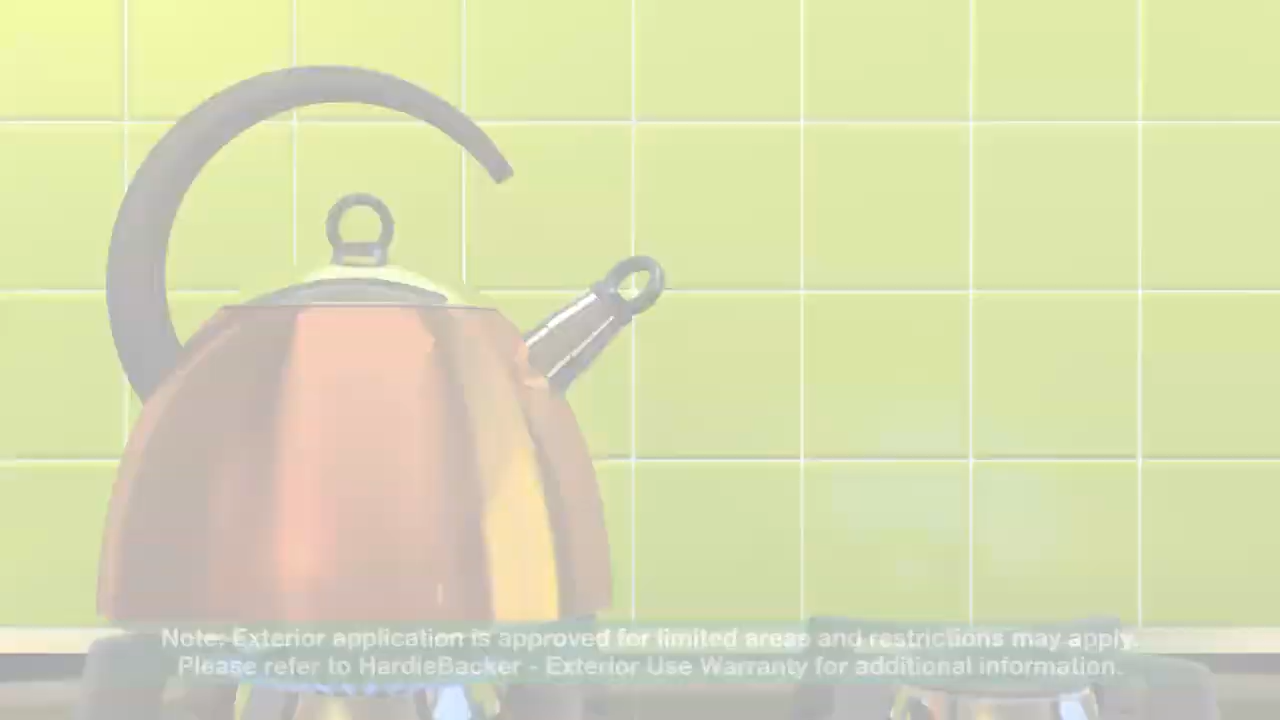 Note: Exterior application is approved for limited areas and restrictions may apply.
Please refer to HardieBacker - Exterior Use Warranty for additional information.